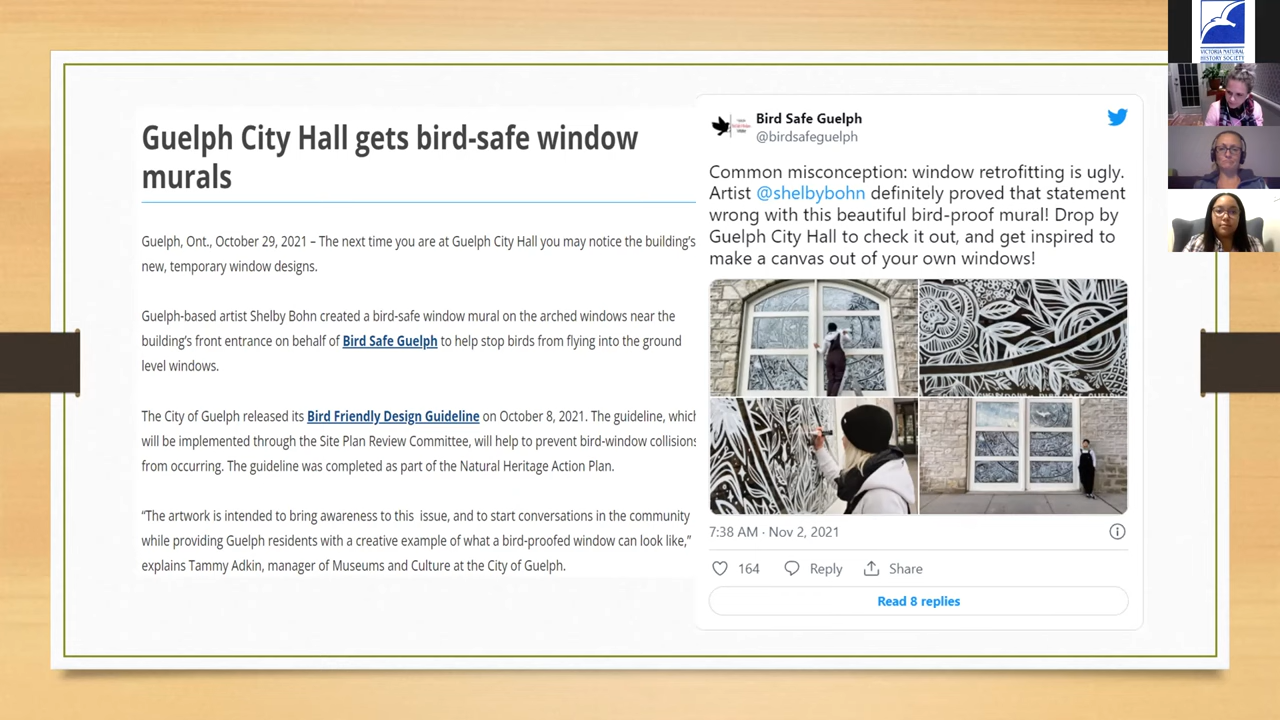 Guelph City Hall gets bird-safe window
murals
Guelph, Ont., October 29, 2021 – The next time you are at Guelph City Hall you may notice the building's
new, temporary window designs.
Guelph-based artist Shelby Bohn created a bird-safe window mural on the arched windows near the
building's front entrance on behalf of Bird Safe Guelph to help stop birds from flying into the ground
level windows.
The City of Guelph released its Bird Friendly Design Guideline on October 8, 2021. The guideline, which
will be implemented through the Site Plan Review Committee, will help to prevent bird-window collisions
from occurring. The guideline was completed as part of the Natural Heritage Action Plan.
“The artwork is intended to bring awareness to this issue, and to start conversations in the community
while providing Guelph residents with a creative example of what a bird-proofed window can look like,”
explains Tammy Adkin, manager of Museums and Culture at the City of Guelph.
Bird Safe Guelph
@birdsafeguelph
Common misconception: window retrofitting is ugly.
Artist @shelbybohn definitely proved that statement
wrong with this beautiful bird-proof mural! Drop by
Guelph City Hall to check it out, and get inspired to
make a canvas out of your own windows!
7:38 AM · Nov 2, 2021
164 Reply Share
Read 8 replies
VICTORIA NATURAL
HISTORY SOCIETY